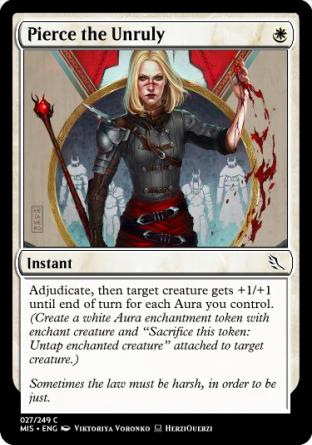 Pierce the Unruly
Instant
Adjudicate, then target creature gets +1/+1
until end of turn for each Aura you control.
(Create a white Aura enchantment token with
enchant creature and “Sacrifice this token:
Untap enchanted creature” attached to target
creature.)
Sometimes the law must be harsh, in order to be
just.
027/249 C
MIS • ENG Viktoriya Voronko & HerziQuerzi